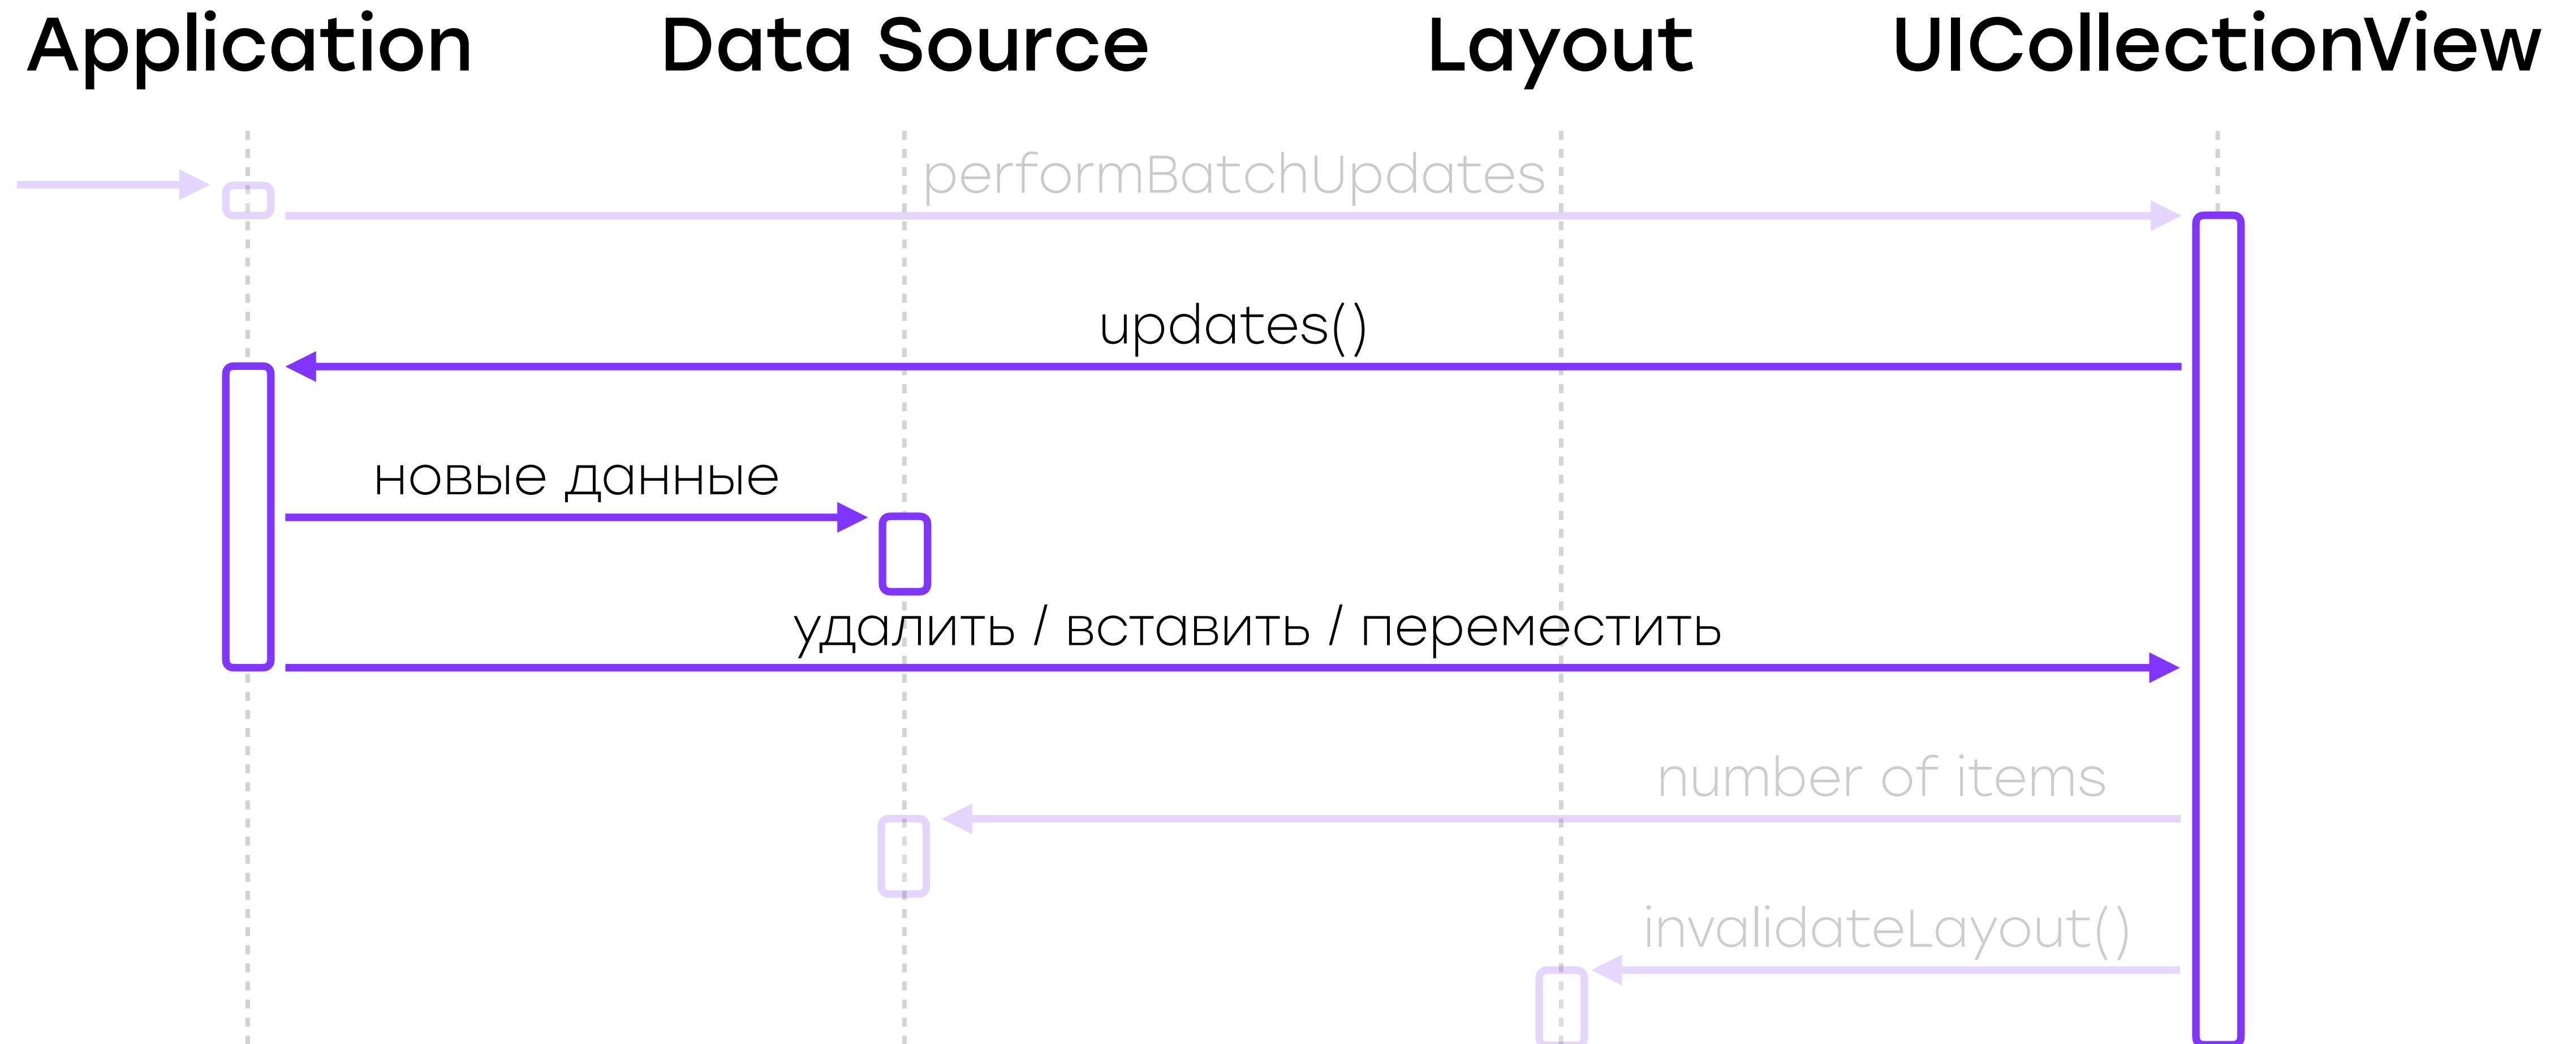 Application Data Source Layout UICollectionView
performBatchUpdates
updates()
новые данные
удалить / вставить / переместить
number of items
invalidateLayout()